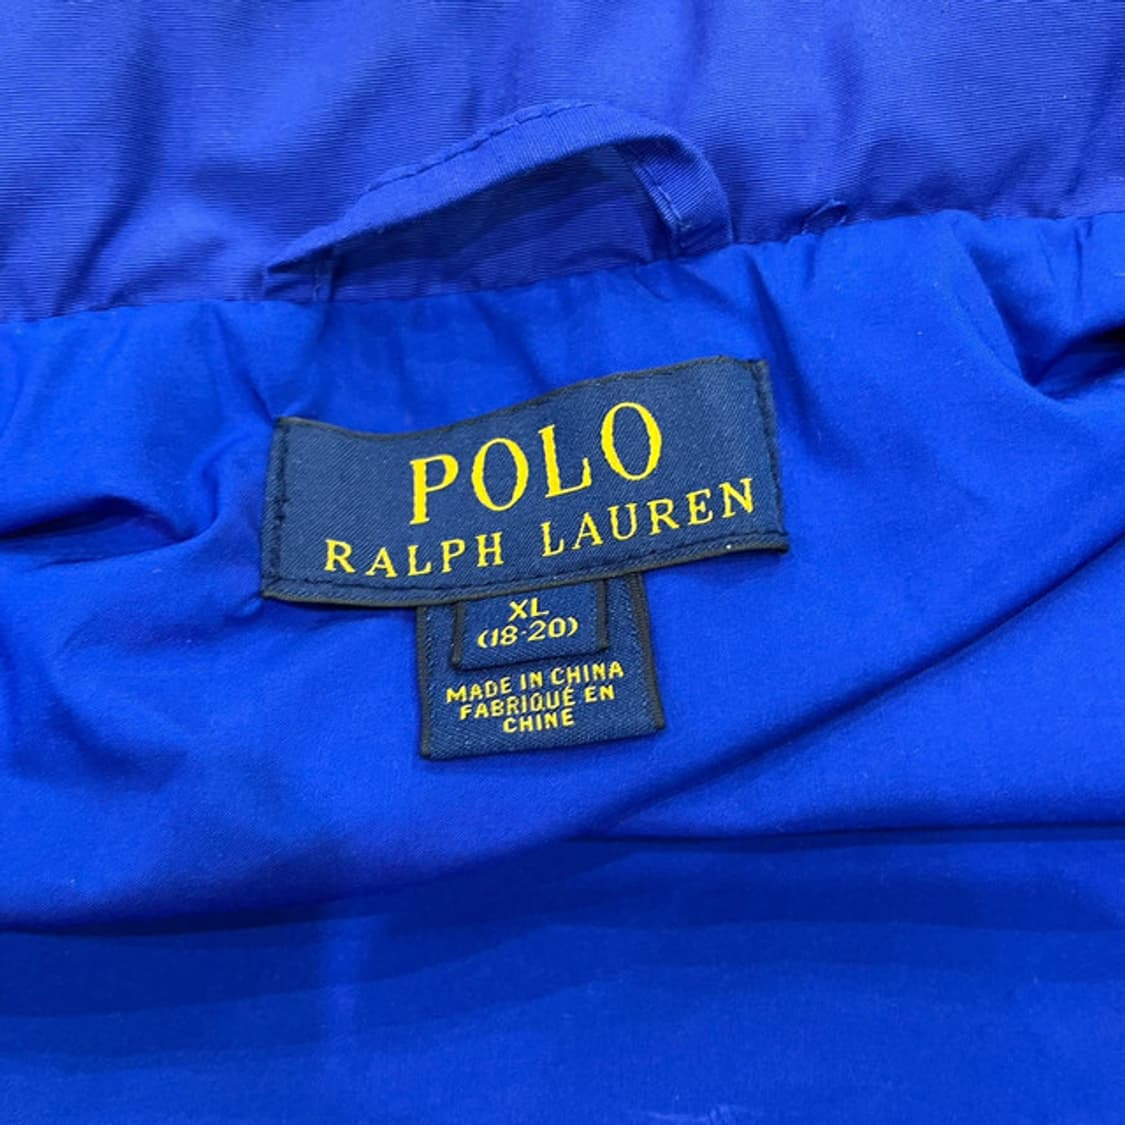 POLO
RALPH LAUREN
XL
(18-20)
MADE IN CHINA
FABRIQUÉ EN
CHINE